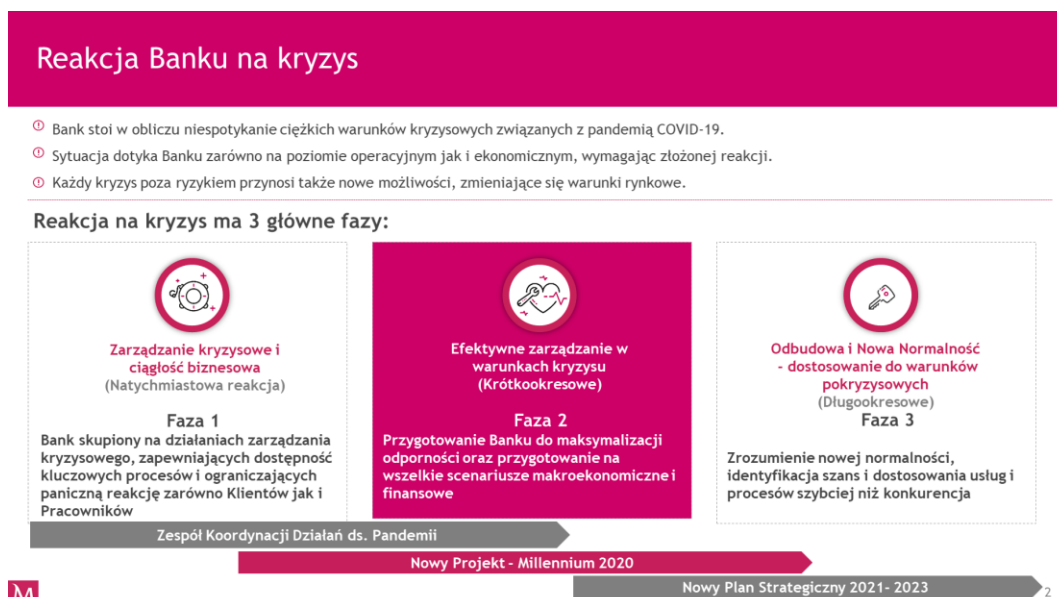 Reakcja Banku na kryzys
Bank stoi w obliczu niespotykanie ciężkich warunków kryzysowych związanych z pandemią COVID-19.
Sytuacja dotyka Banku zarówno na poziomie operacyjnym jak i ekonomicznym, wymagając złożonej reakcji.
Każdy kryzys poza ryzykiem przynosi także nowe możliwości, zmieniające się warunki rynkowe.
Reakcja na kryzys ma 3 główne fazy:
Zarządzanie kryzysowe i
ciągłość biznesowa
(Natychmiastowa reakcja)
Faza 1
Bank skupiony na działaniach zarządzania
kryzysowego, zapewniających dostępność
kluczowych procesów i ograniczających
paniczną reakcję zarówno Klientów jak i
Pracowników
Efektywne zarządzanie w
warunkach kryzysu
(Krótkookresowe)
Faza 2
Przygotowanie Banku do maksymalizacji
odporności oraz przygotowanie na
wszelkie scenariusze makroekonomiczne i
finansowe
Odbudowa i Nowa Normalność
- dostosowanie do warunków
pokryzysowych
(Długookresowe)
Faza 3
Zrozumienie nowej normalności,
identyfikacja szans i dostosowania usług i
procesów szybciej niż konkurencja
Zespół Koordynacji Działań ds. Pandemii
Nowy Projekt - Millennium 2020
Nowy Plan Strategiczny 2021- 2023
M
2